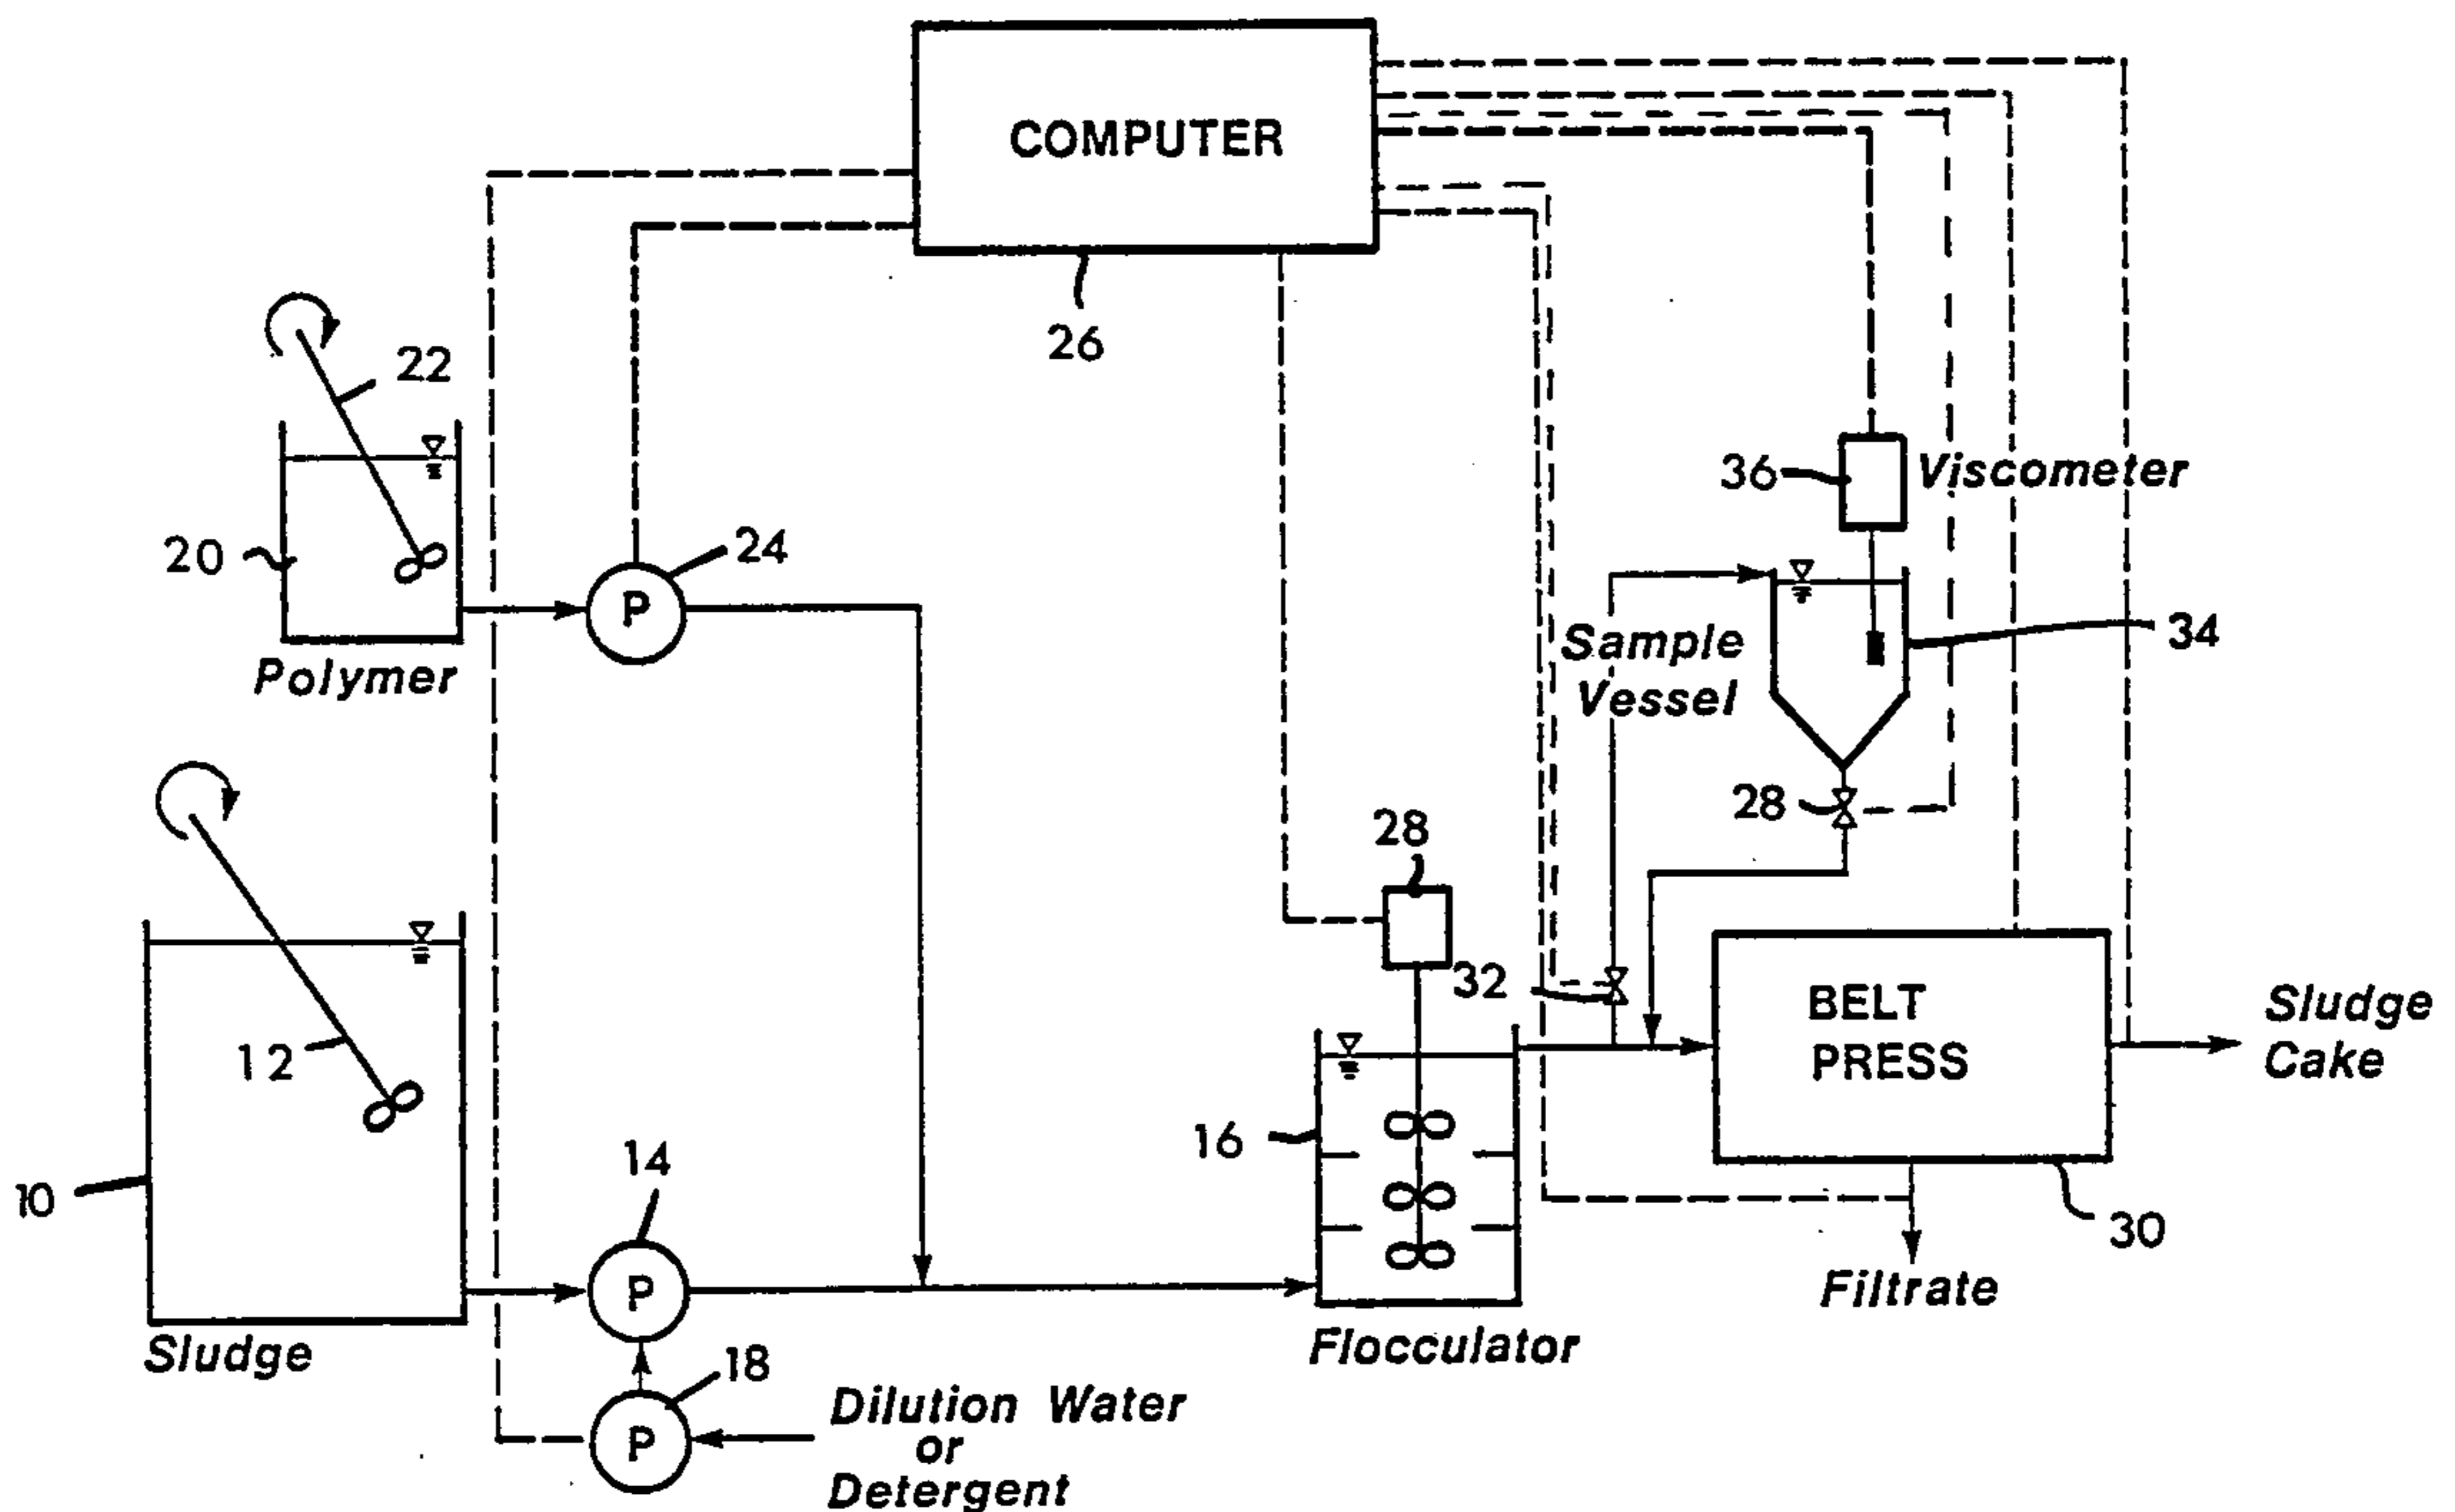 COMPUTER
26
22
20
24
P
Polymer
36
Viscometer
34
Sample
Vessel
28
28
32
12
10
14
P
Sludge
16
BELT
PRESS
Sludge
Cake
30
Filtrate
Flocculator
18
P
Dilution Water
or
Detergent